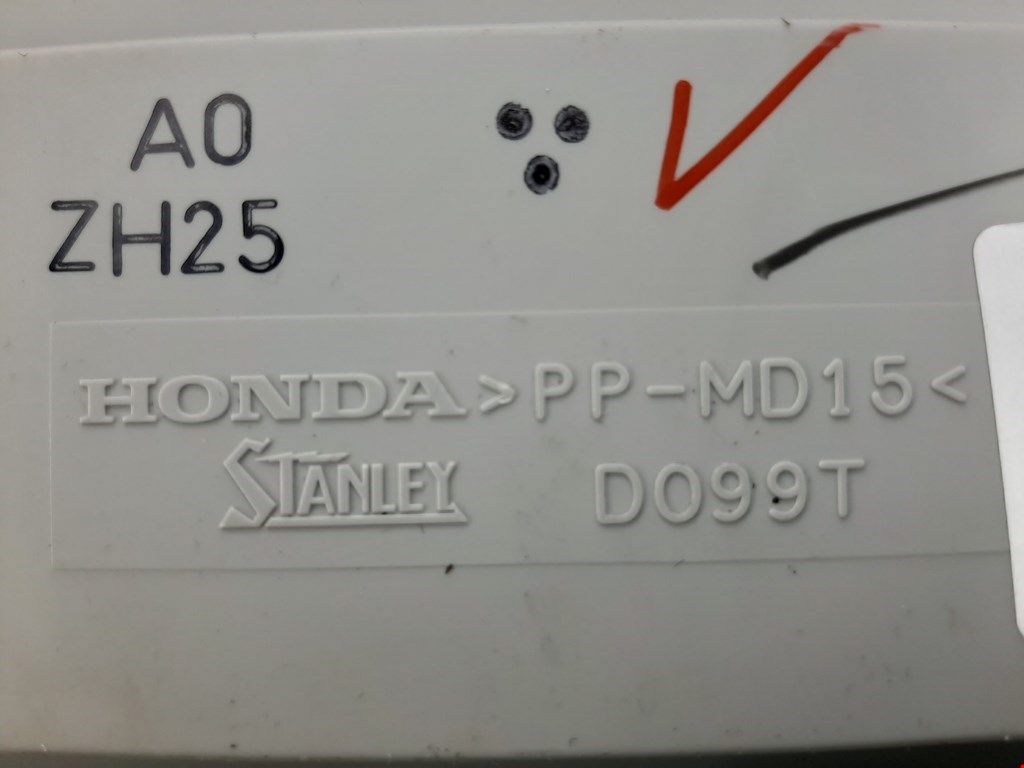 A0
ZH25
HONDA >PP-MD15<
STANLEY D099T